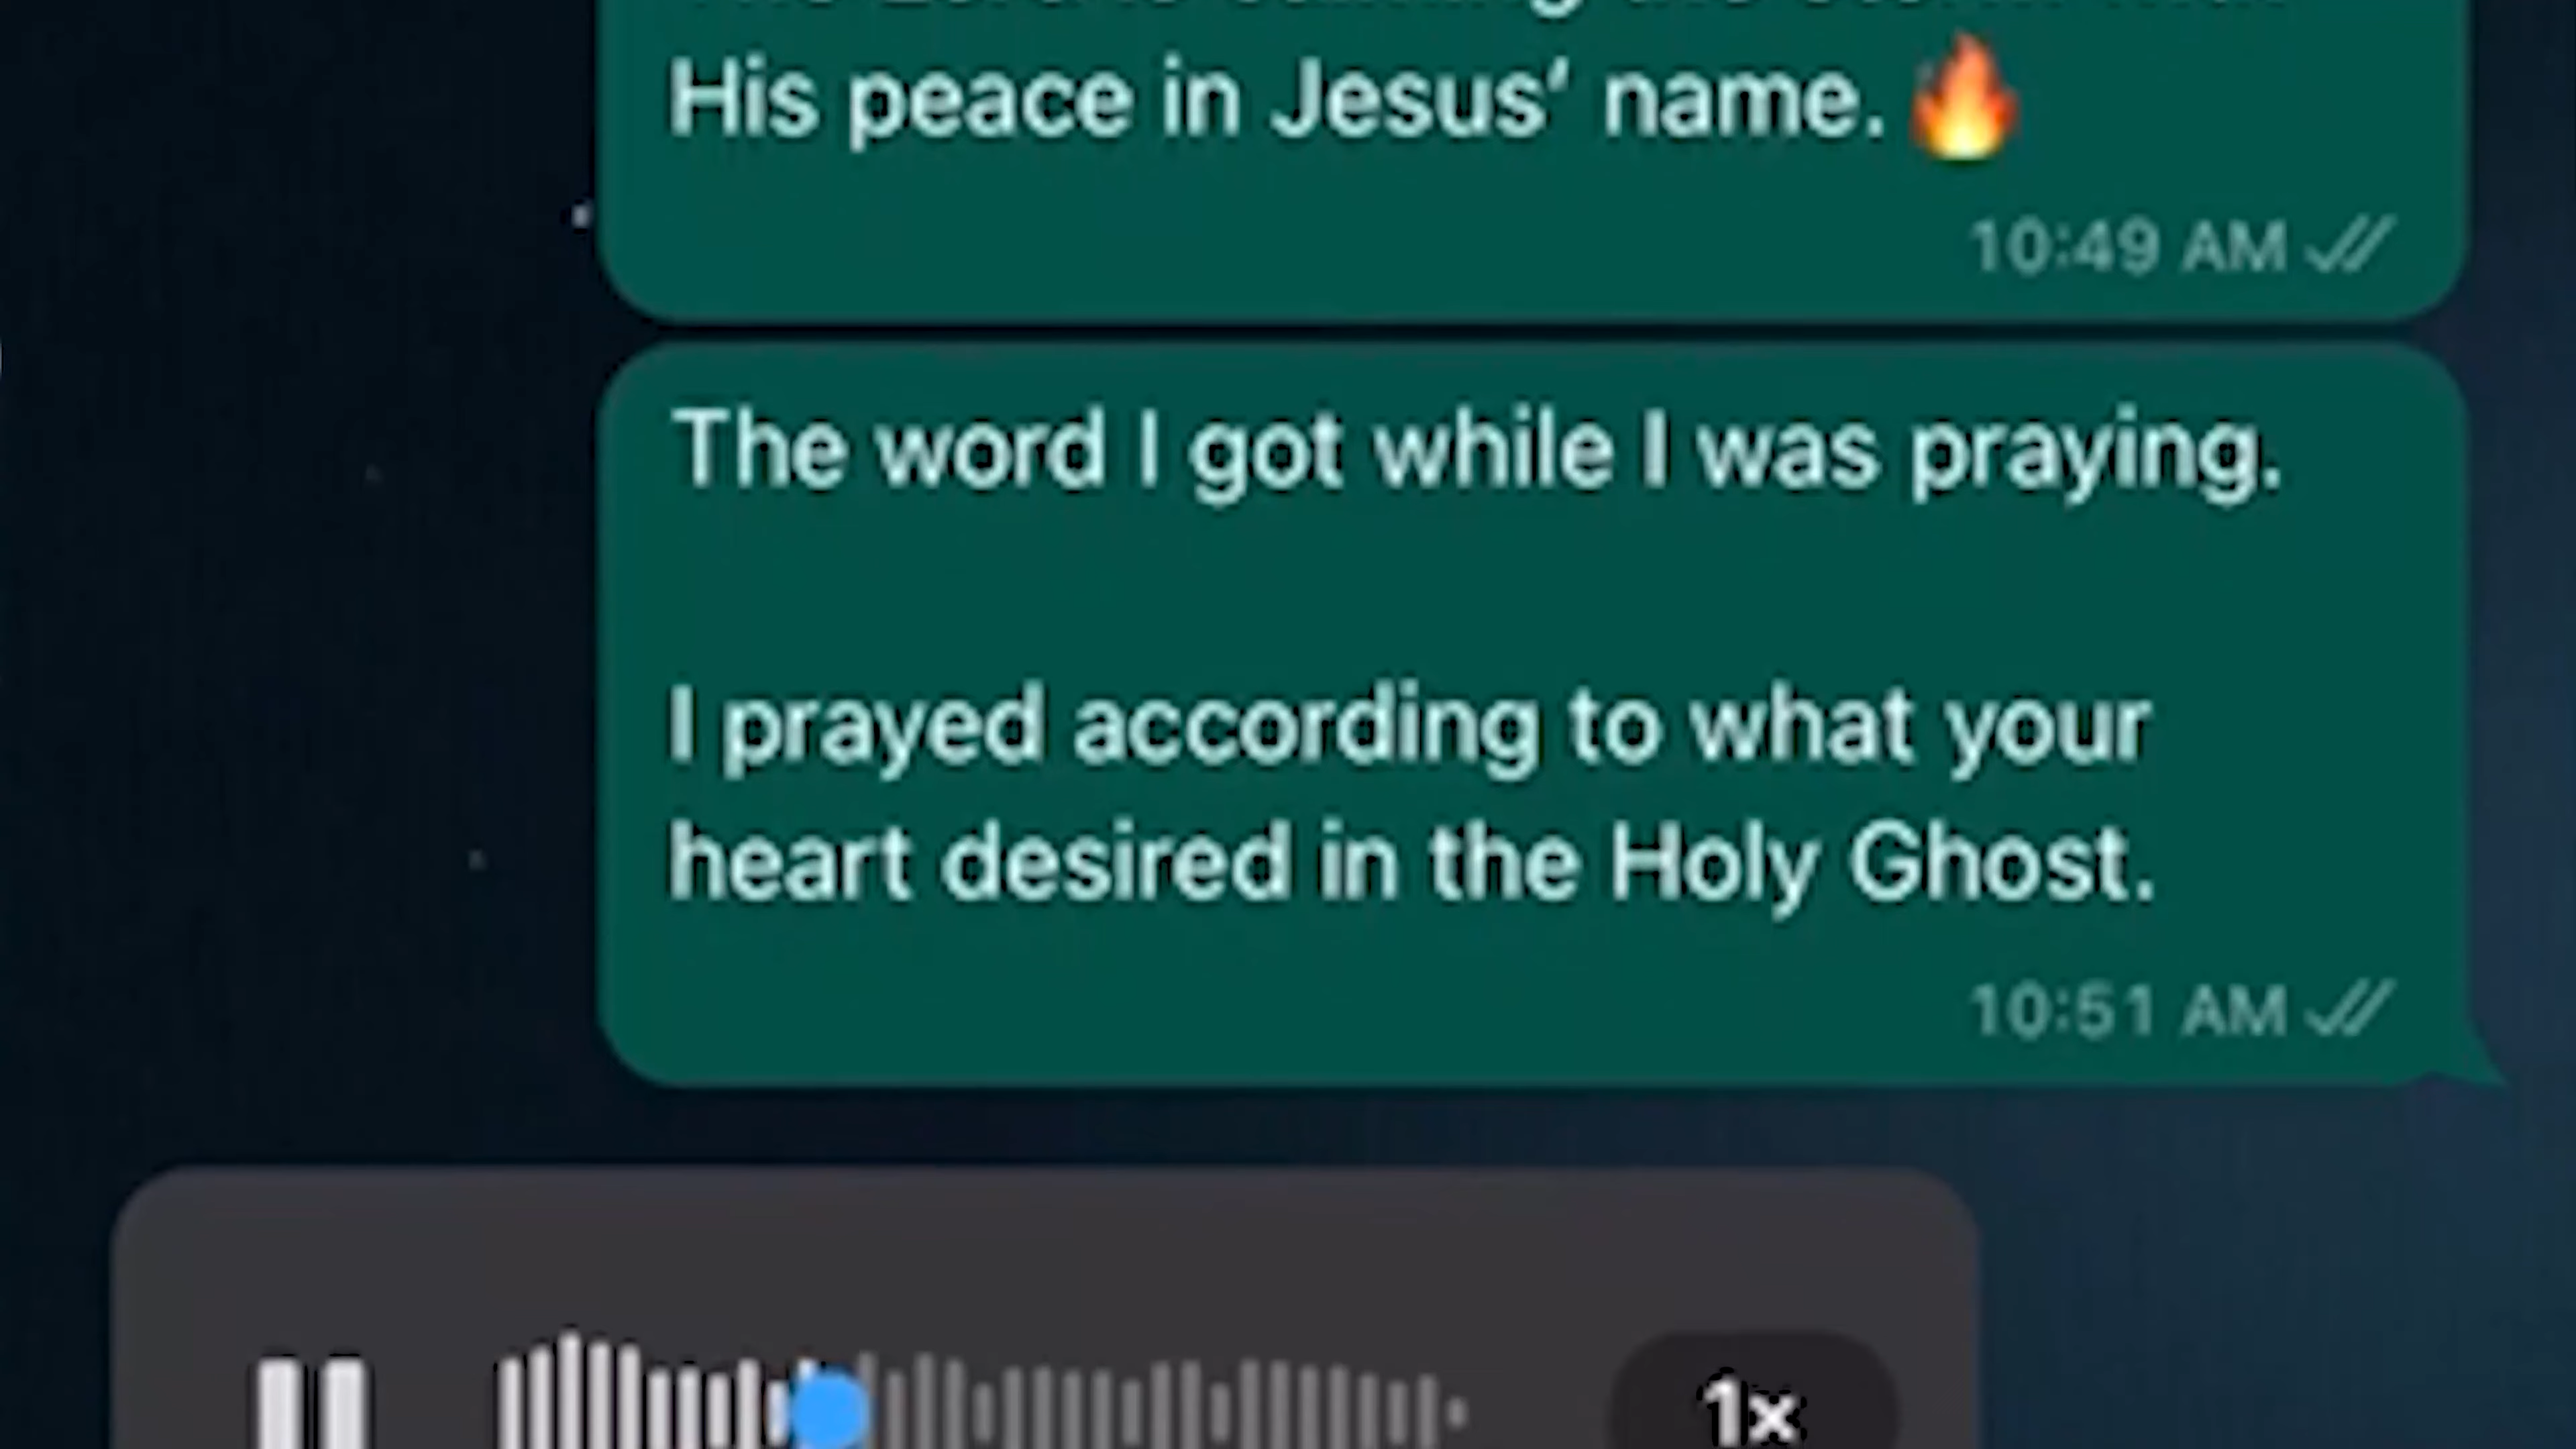 His peace in Jesus’ name. 🔥
10:49 AM
The word I got while I was praying.
I prayed according to what your
heart desired in the Holy Ghost.
10:51 AM
1x